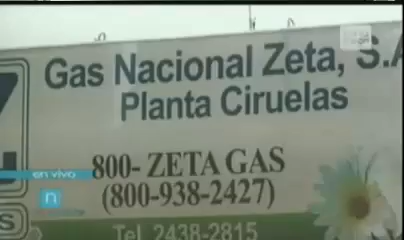 Gas Nacional Zeta, S.A
Planta Ciruelas
800- ZETA GAS
(800-938-2427)
Tel 2438-2815
en vivo
n